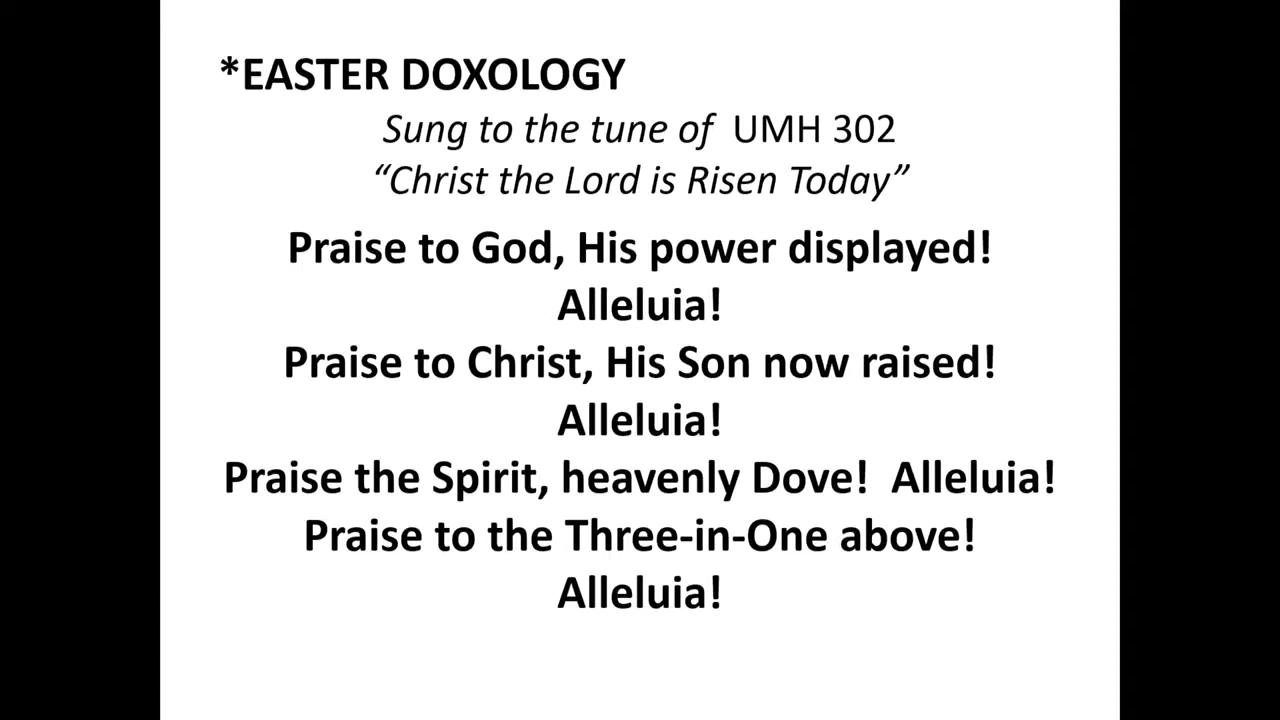 *EASTER DOXOLOGY
Sung to the tune of UMH 302
“Christ the Lord is Risen Today”
Praise to God, His power displayed!
Alleluia!
Praise to Christ, His Son now raised!
Alleluia!
Praise the Spirit, heavenly Dove! Alleluia!
Praise to the Three-in-One above!
Alleluia!